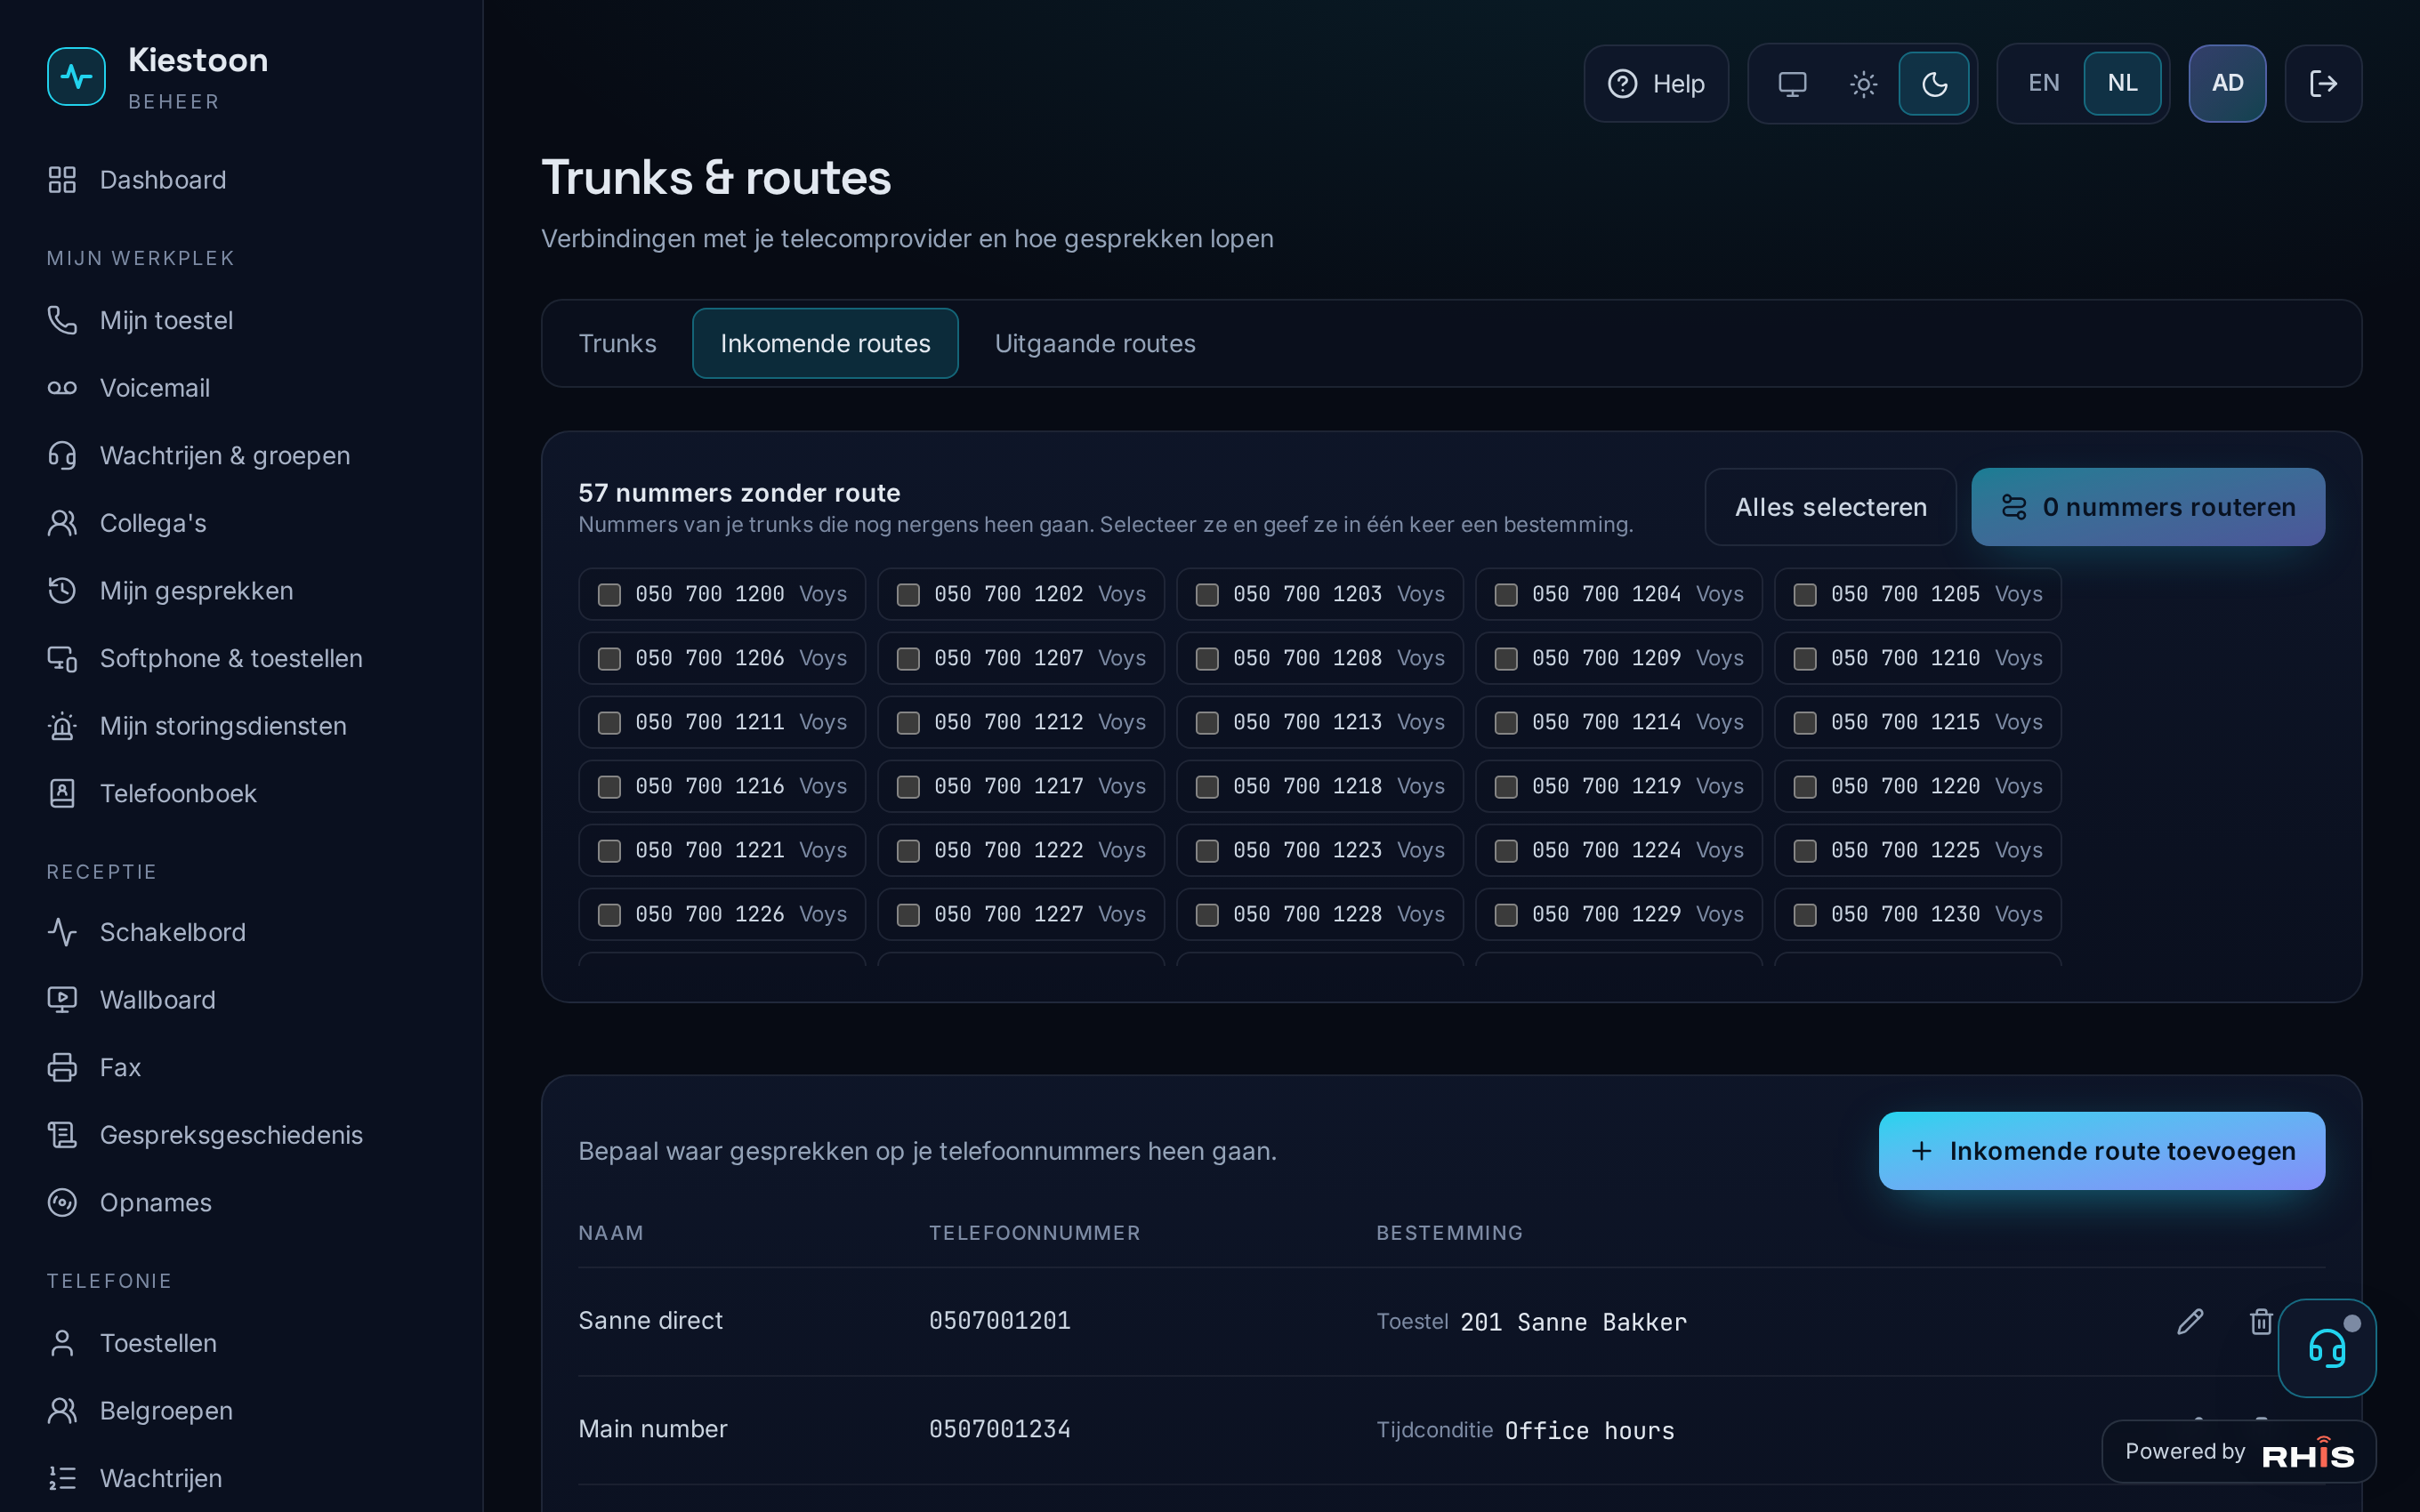 Kiestoon
BEHEER
Dashboard
MIJN WERKPLEK
Mijn toestel
Voicemail
Wachtrijen & groepen
Collega's
Mijn gesprekken
Softphone & toestellen
Mijn storingsdiensten
Telefoonboek
RECEPTIE
Schakelbord
Wallboard
Fax
Gespreksgeschiedenis
Opnames
TELEFONIE
Toestellen
Belgroepen
Wachtrijen
Help
EN NL
AD
Trunks & routes
Verbindingen met je telecomprovider en hoe gesprekken lopen
Trunks Inkomende routes Uitgaande routes
57 nummers zonder route
Nummers van je trunks die nog nergens heen gaan. Selecteer ze en geef ze in één keer een bestemming.
Alles selecteren
0 nummers routeren
050 700 1200 Voys 050 700 1202 Voys 050 700 1203 Voys 050 700 1204 Voys 050 700 1205 Voys
050 700 1206 Voys 050 700 1207 Voys 050 700 1208 Voys 050 700 1209 Voys 050 700 1210 Voys
050 700 1211 Voys 050 700 1212 Voys 050 700 1213 Voys 050 700 1214 Voys 050 700 1215 Voys
050 700 1216 Voys 050 700 1217 Voys 050 700 1218 Voys 050 700 1219 Voys 050 700 1220 Voys
050 700 1221 Voys 050 700 1222 Voys 050 700 1223 Voys 050 700 1224 Voys 050 700 1225 Voys
050 700 1226 Voys 050 700 1227 Voys 050 700 1228 Voys 050 700 1229 Voys 050 700 1230 Voys
Bepaal waar gesprekken op je telefoonnummers heen gaan.
Inkomende route toevoegen
NAAM TELEFOONNUMMER BESTEMMING
Sanne direct 0507001201 Toestel 201 Sanne Bakker
Main number 0507001234 Tijdconditie Office hours
Powered by RHIS